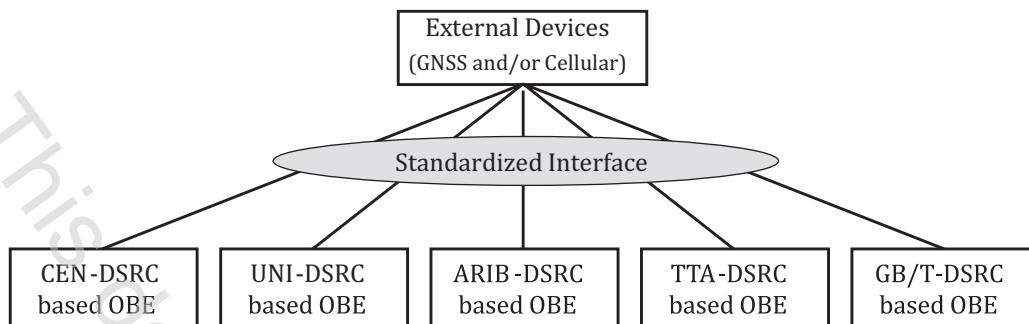 External Devices
(GNSS and/or Cellular)
Standardized Interface
CEN-DSRC
based OBE
UNI-DSRC
based OBE
ARIB-DSRC
based OBE
TTA-DSRC
based OBE
GB/T-DSRC
based OBE
This d